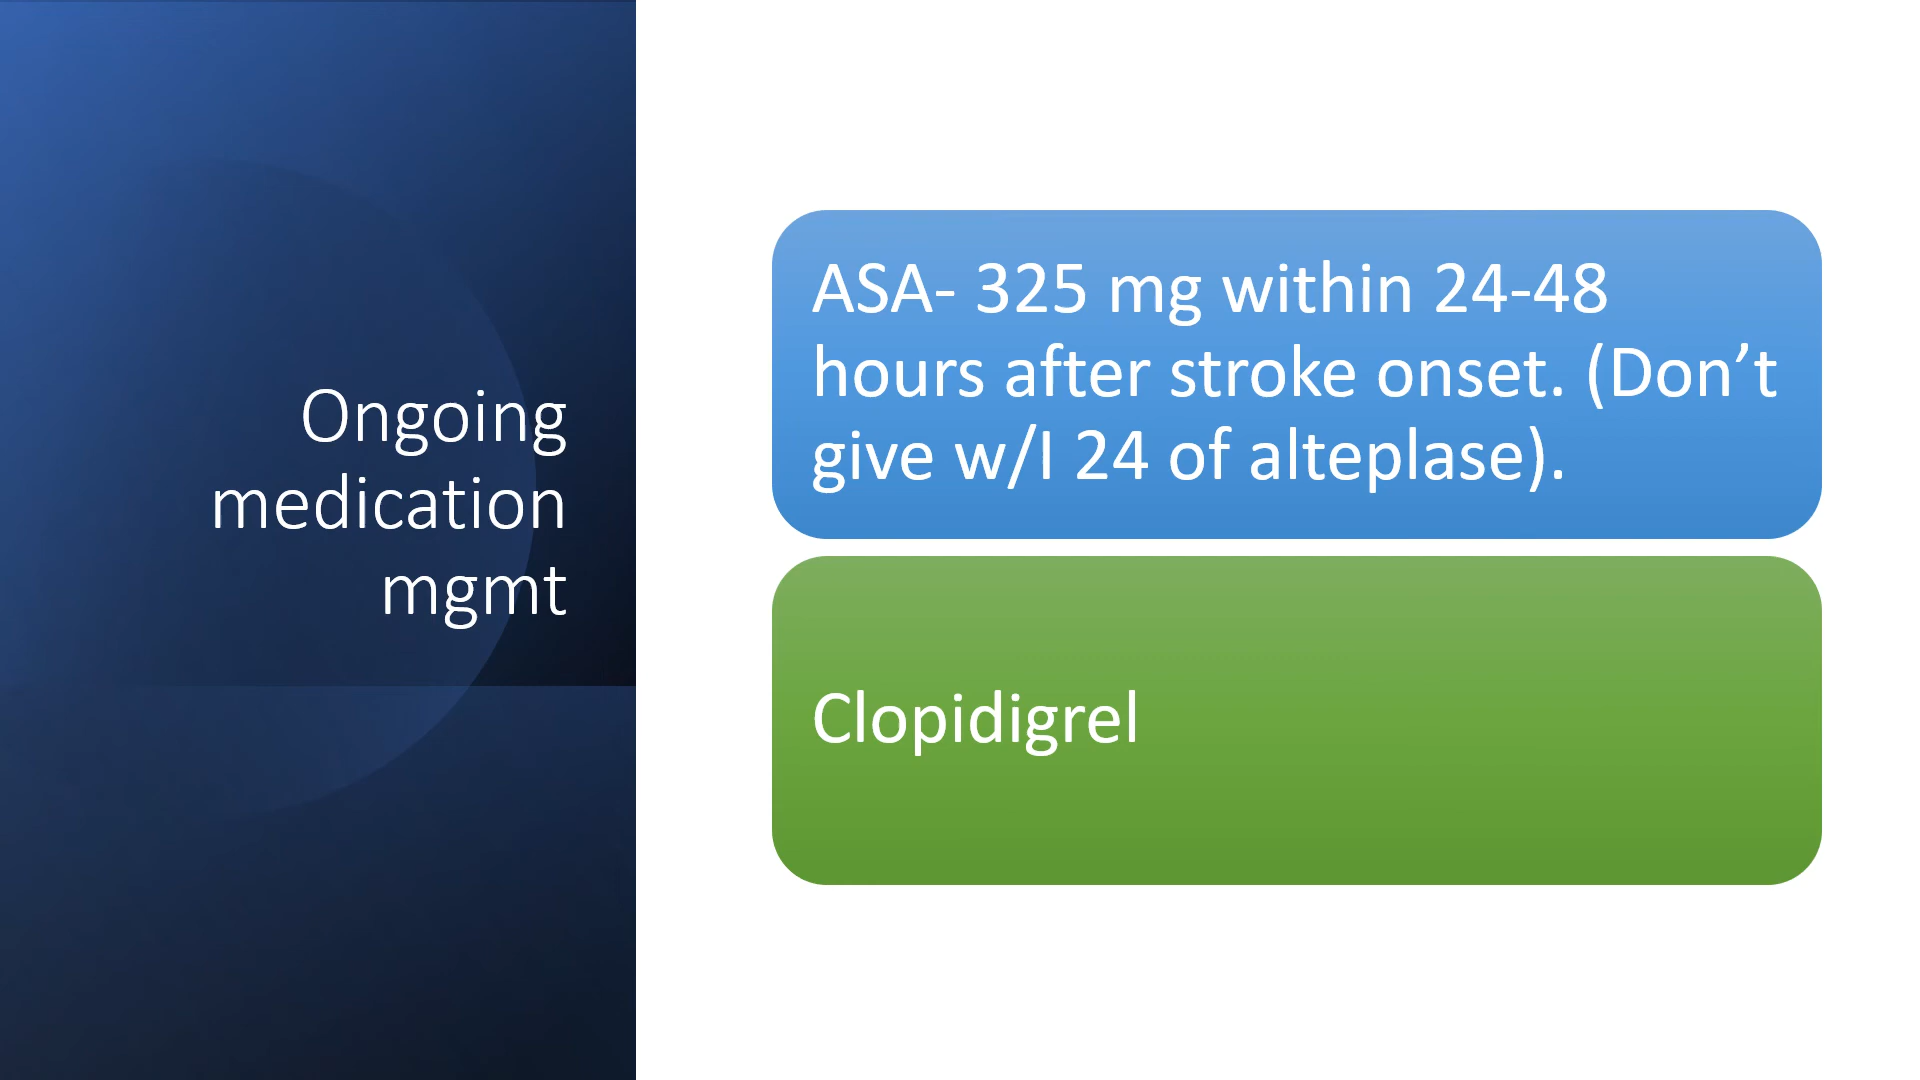 Ongoing
medication
mgmt
ASA- 325 mg within 24-48
hours after stroke onset. (Don’t
give w/I 24 of alteplase).
Clopidigrel